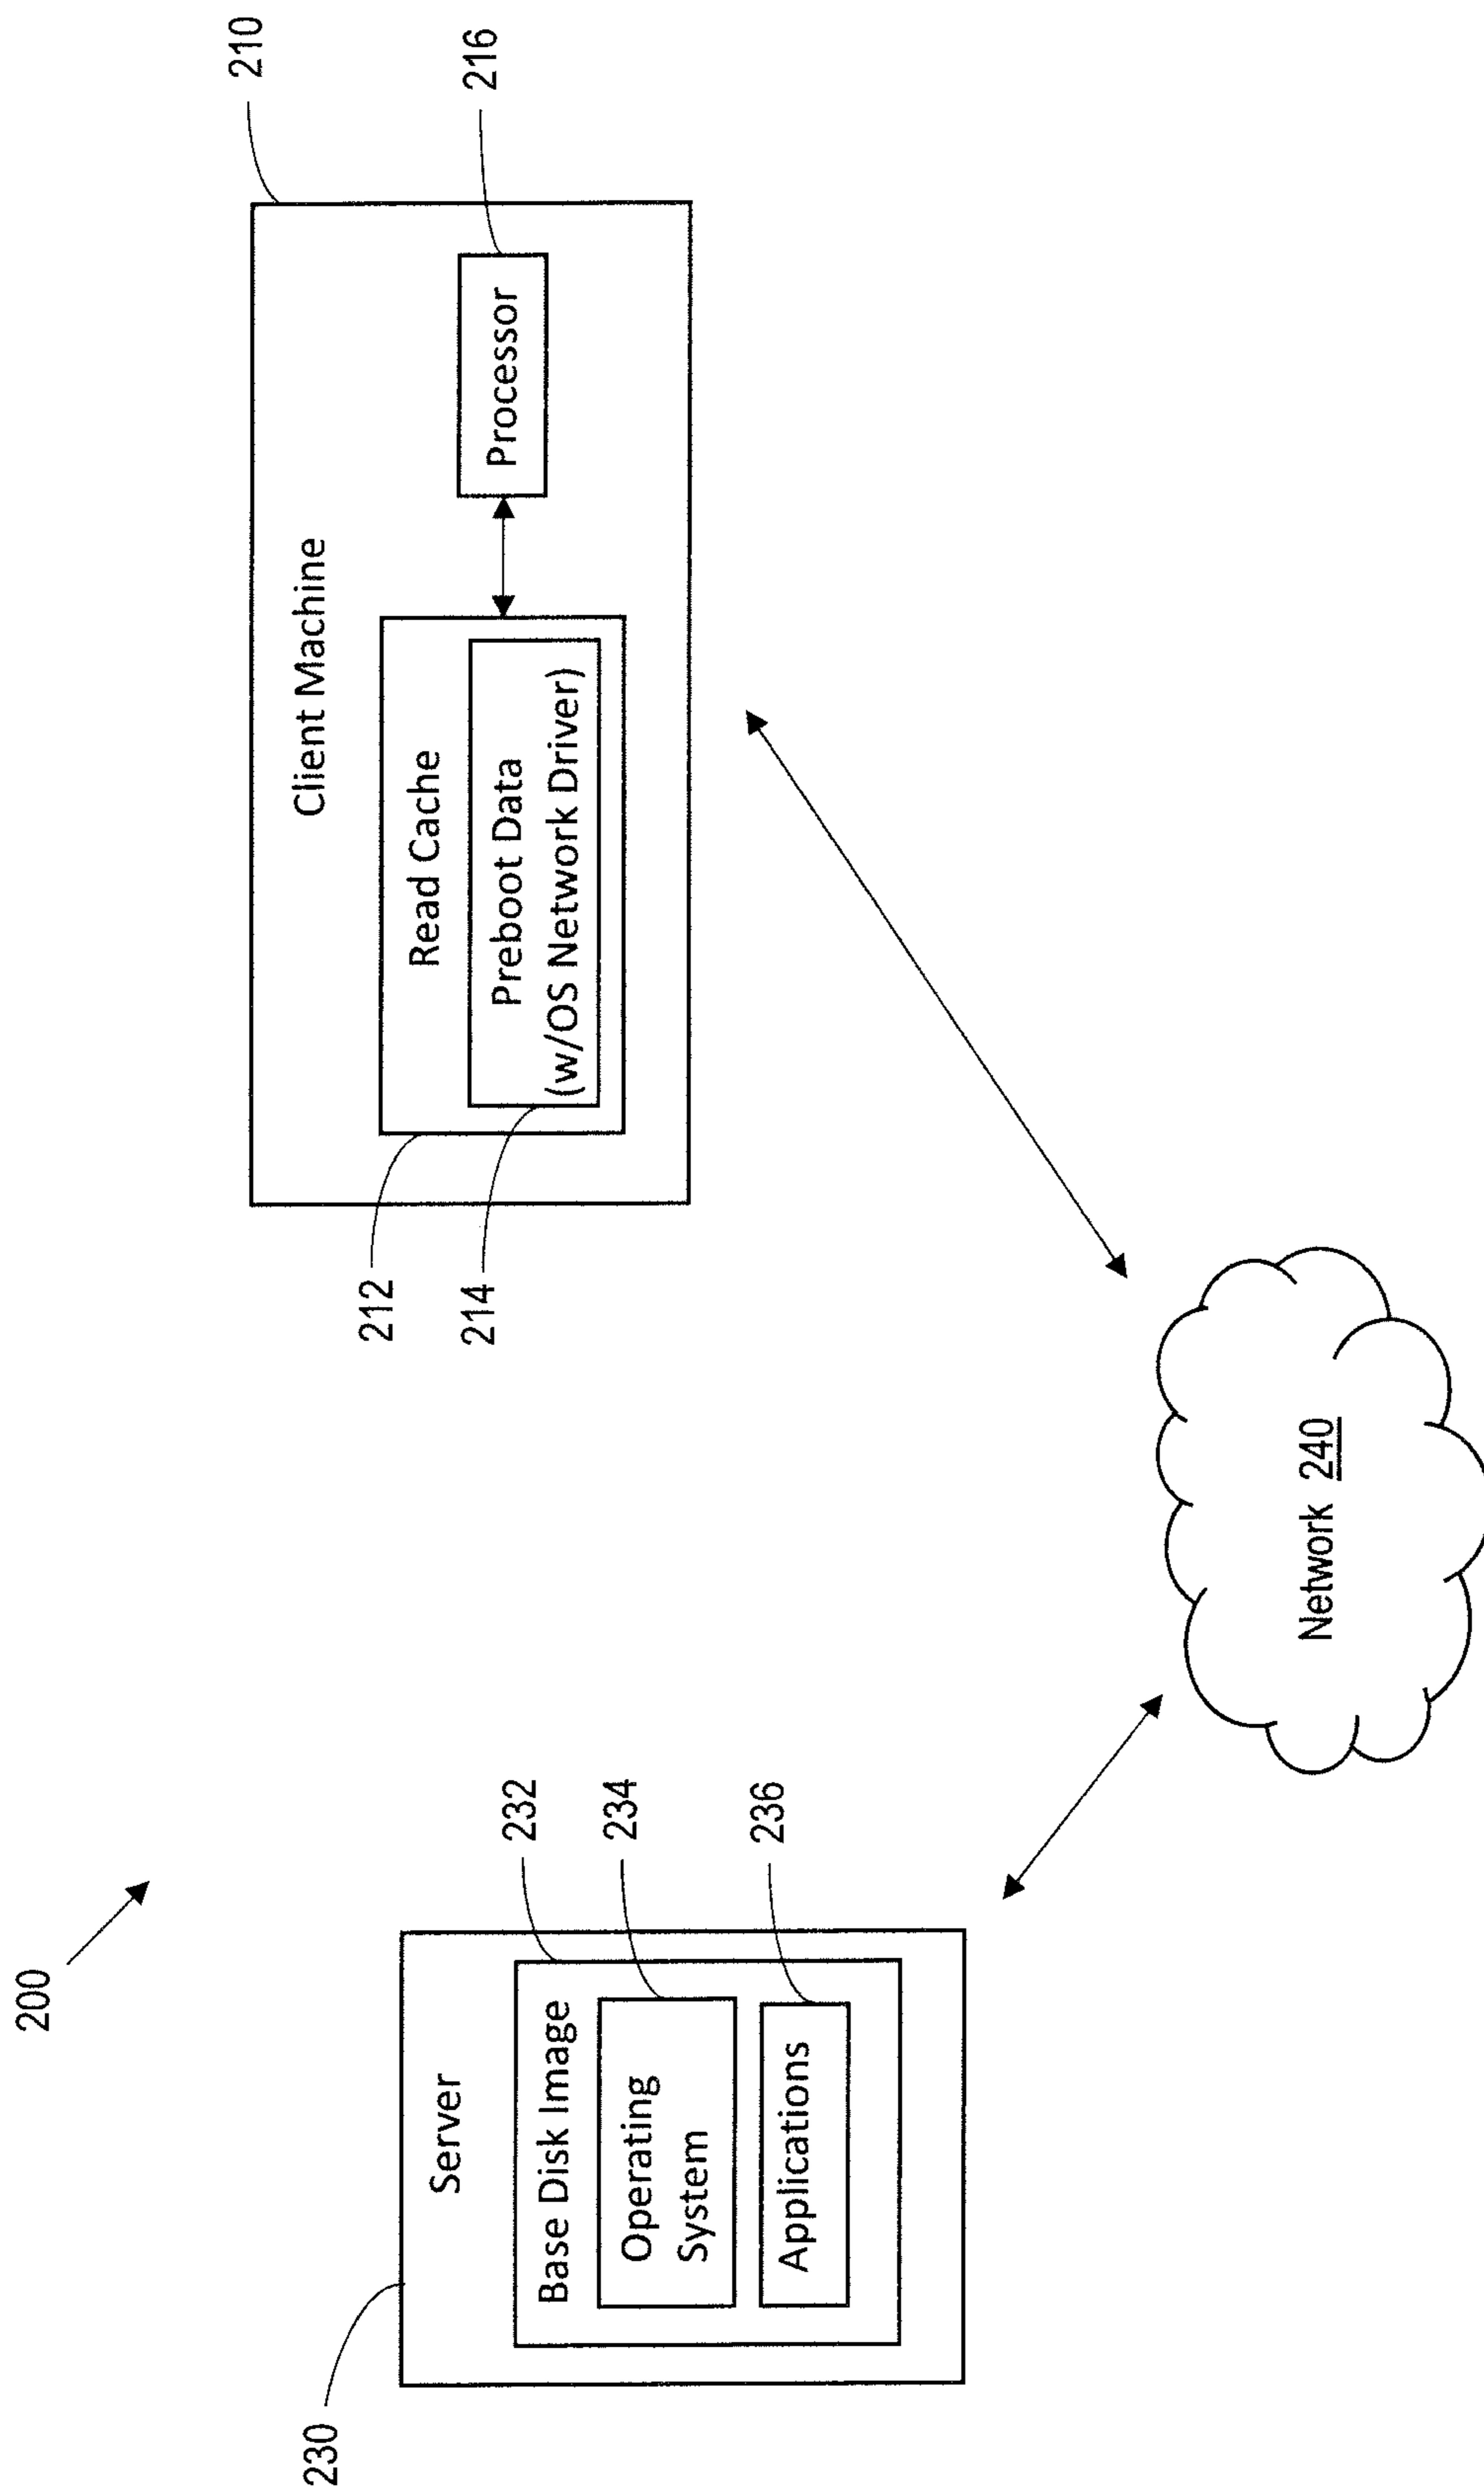 200
230
Server
Base Disk Image
232
Operating
System
234
Applications
236
Client Machine
210
Read Cache
212
Preboot Data
(w/OS Network Driver)
214
Processor
216
Network 240